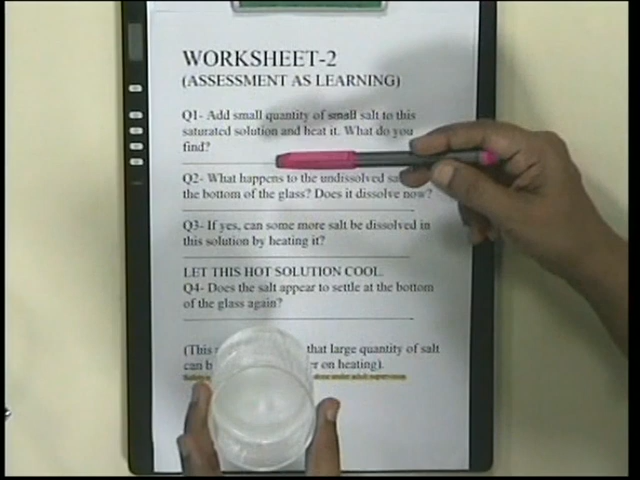 WORKSHEET-2
(ASSESSMENT AS LEARNING)
Q1- Add small quantity of small salt to this
saturated solution and heat it. What do you
find?
Q2- What happens to the undissolved
the bottom of the glass? Does it dissolve now?
Q3- If yes, can some more salt be dissolved in
this solution by heating it?
LET THIS HOT SOLUTION COOL.
Q4- Does the salt appear to settle at the bottom
of the glass again?
(This that large quantity of salt
can on heating).
done under adult supervision